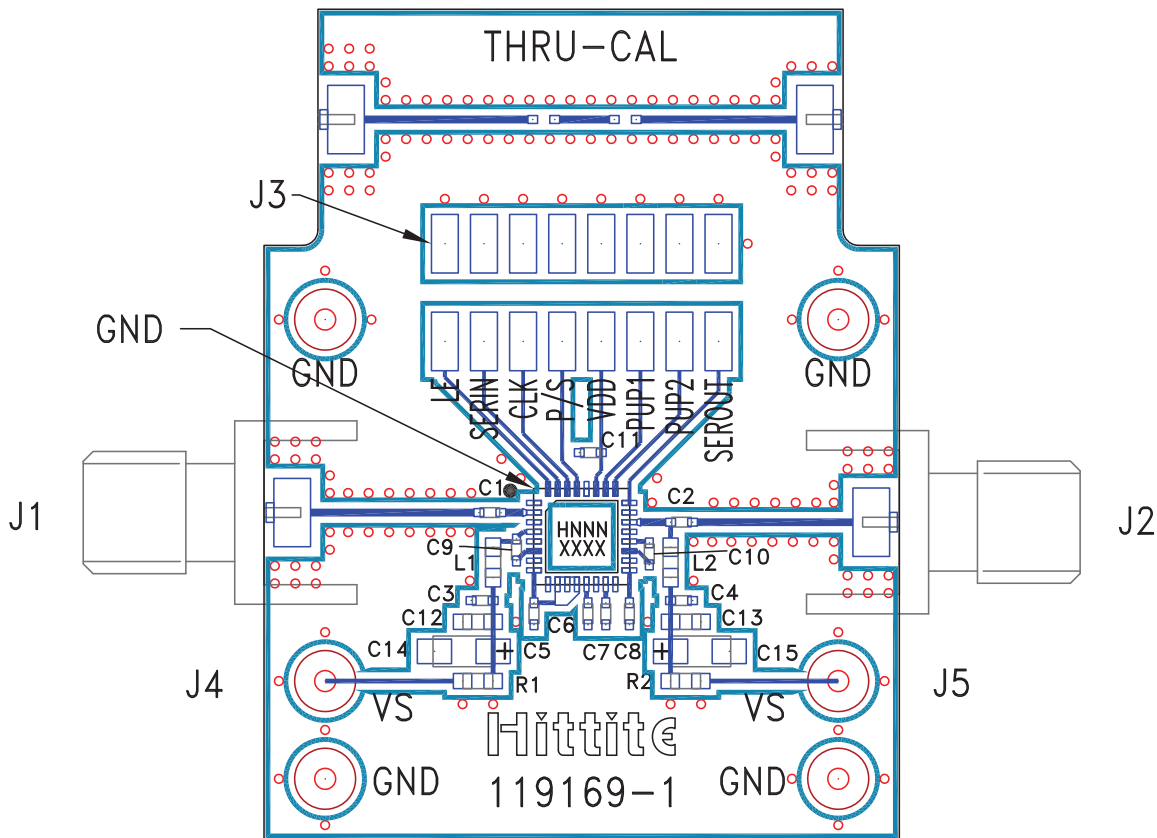 THRU-CAL
J3
GND
GND
GND
LE
SERIN
CLK
P/S
VDD
PUP1
PUP2
SEROUT
C11
C1
C2
J1
J2
HNNN
XXXX
C9
L1
L2
C10
C3
C4
C12
C6
C13
C14
C5
C7
C8
C15
+
+
J4
R1
R2
J5
VS
VS
Hittite
GND
GND
119169-1